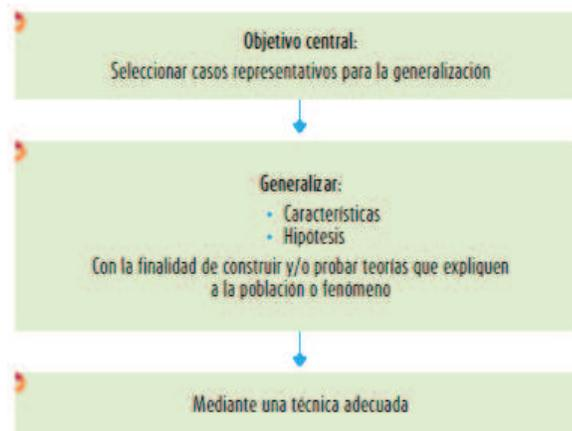 Objetivo central:
Seleccionar casos representativos para la generalización
Generalizar:
• Características
• Hipótesis
Con la finalidad de construir y/o probar teorías que expliquen
a la población o fenómeno
Mediante una técnica adecuada